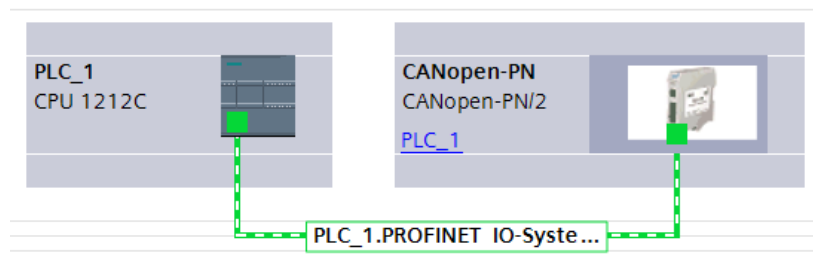 PLC_1
CPU 1212C
CANopen-PN
CANopen-PN/2
PLC_1
PLC_1.PROFINET IO-Syste...